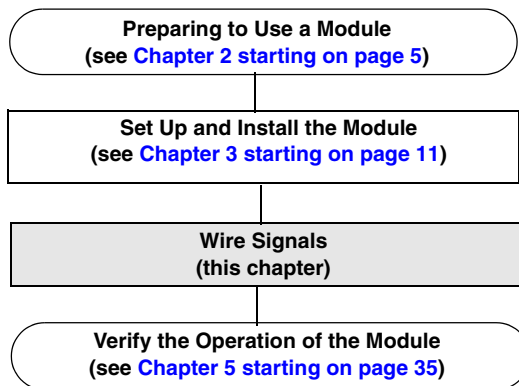 Preparing to Use a Module
(see Chapter 2 starting on page 5)
Set Up and Install the Module
(see Chapter 3 starting on page 11)
Wire Signals
(this chapter)
Verify the Operation of the Module
(see Chapter 5 starting on page 35)